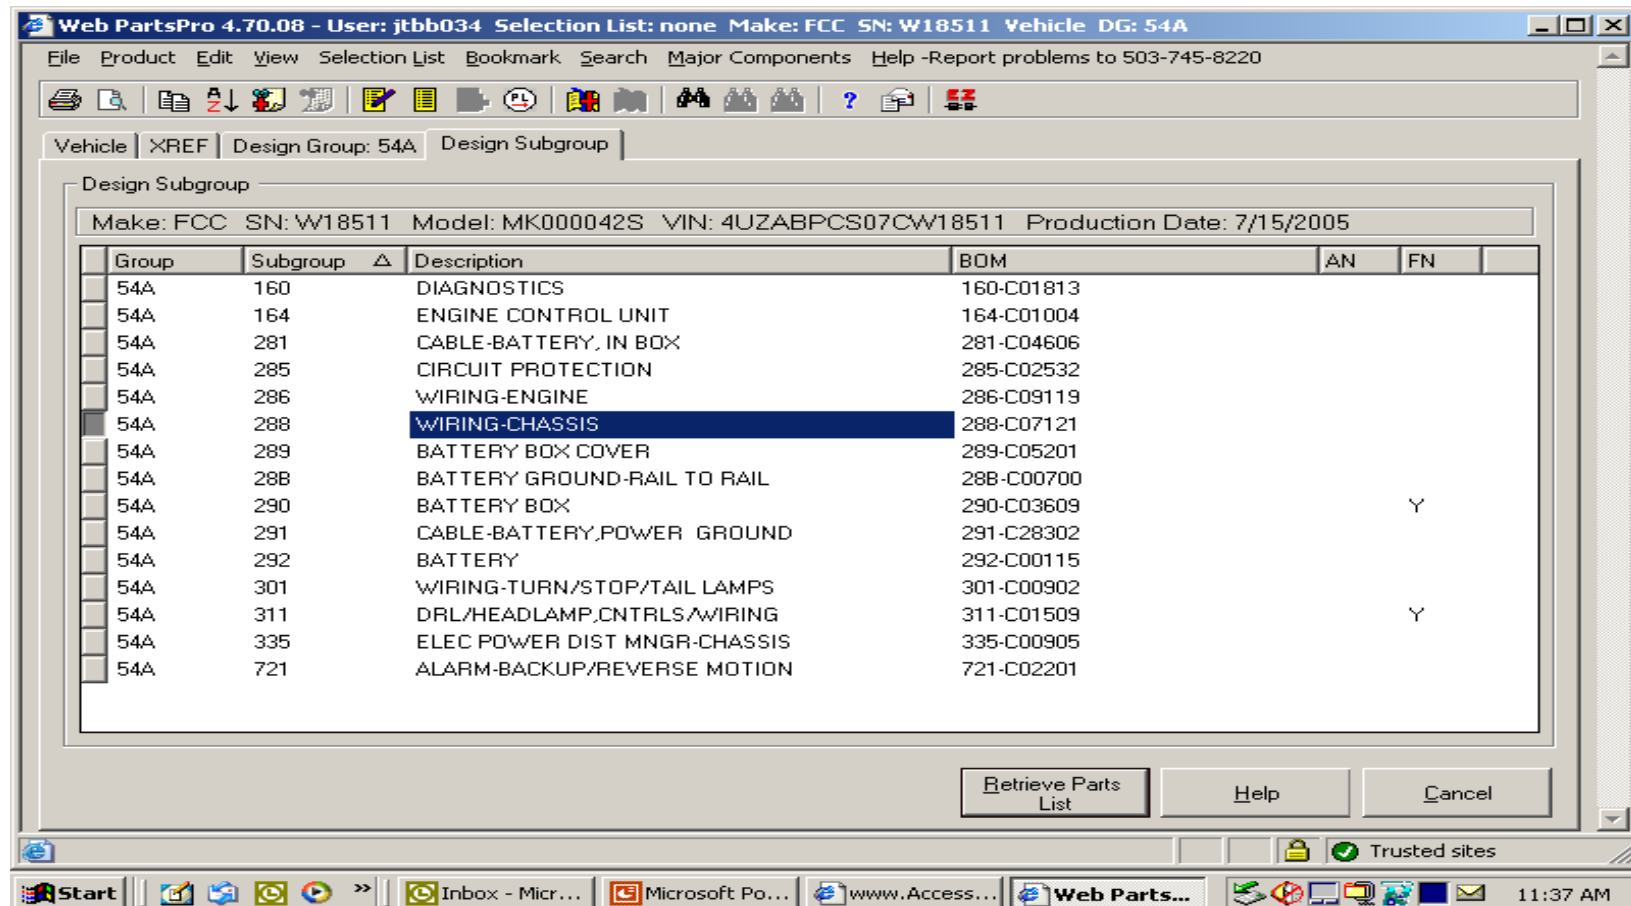 Web PartsPro 4.70.08 - User: jtbb034 Selection List: none Make: FCC SN: W18511 Vehicle DG: 54A
File Product Edit View Selection List Bookmark Search Major Components Help -Report problems to 503-745-8220
Vehicle XREF Design Group: 54A Design Subgroup
Design Subgroup
Make: FCC SN: W18511 Model: MK000042S VIN: 4UZABPCS07CW18511 Production Date: 7/15/2005
Group Subgroup Description BOM AN FN
54A 160 DIAGNOSTICS 160-C01813
54A 164 ENGINE CONTROL UNIT 164-C01004
54A 281 CABLE-BATTERY, IN BOX 281-C04606
54A 285 CIRCUIT PROTECTION 285-C02532
54A 286 WIRING-ENGINE 286-C09119
54A 288 WIRING-CHASSIS 288-C07121
54A 289 BATTERY BOX COVER 289-C05201
54A 28B BATTERY GROUND-RAIL TO RAIL 28B-C00700
54A 290 BATTERY BOX 290-C03609 Y
54A 291 CABLE-BATTERY,POWER GROUND 291-C28302
54A 292 BATTERY 292-C00115
54A 301 WIRING-TURN/STOP/TAIL LAMPS 301-C00902
54A 311 DRL/HEADLAMP,CNTRLS/WIRING 311-C01509 Y
54A 335 ELEC POWER DIST MNGR-CHASSIS 335-C00905
54A 721 ALARM-BACKUP/REVERSE MOTION 721-C02201
Retrieve Parts List Help Cancel
Trusted sites
Start Inbox - Micr... Microsoft Po... www.Access... Web Parts... 11:37 AM